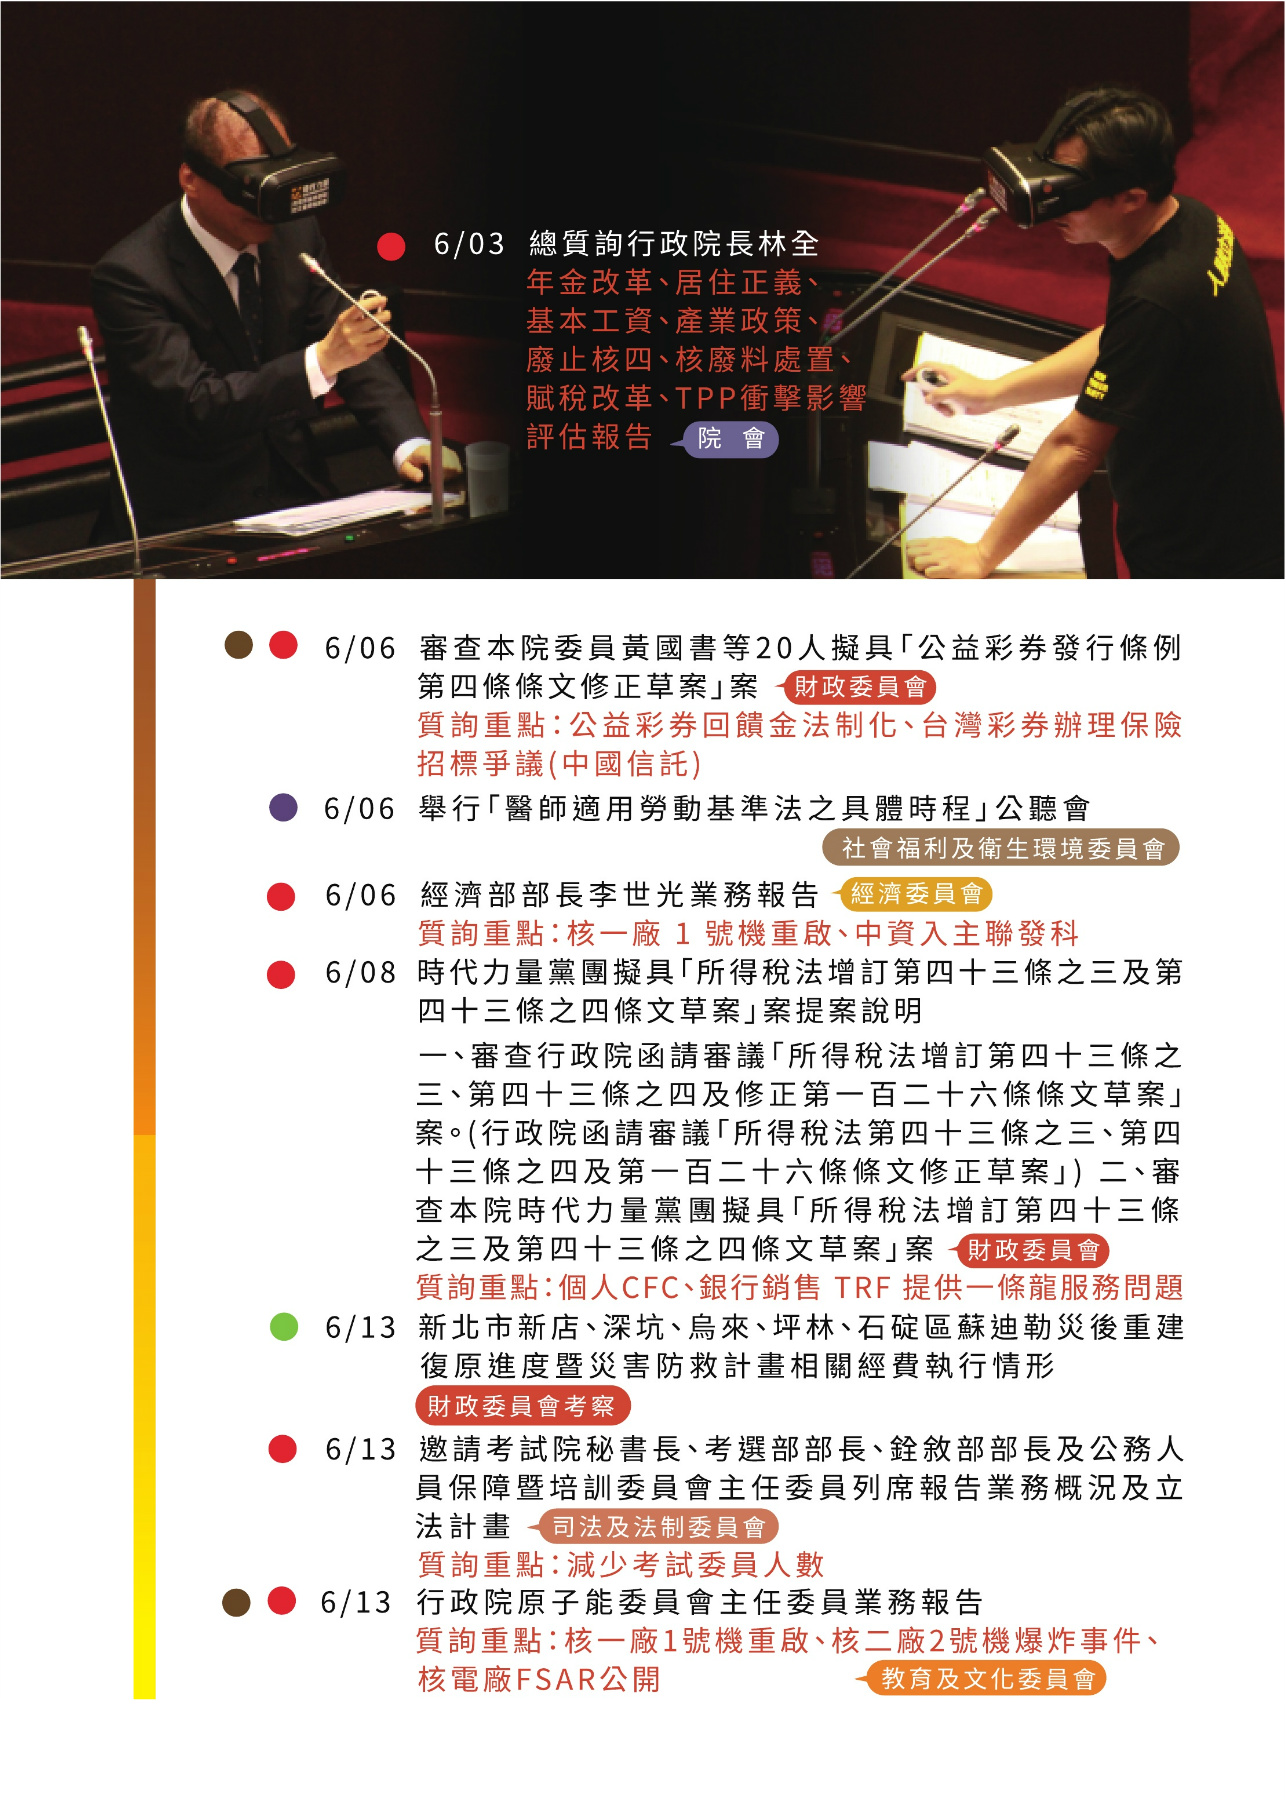 6/03 總質詢行政院長林全
年金改革、居住正義、
基本工資、產業政策、
廢止核四、核廢料處置、
賦稅改革、TPP衝擊影響
評估報告 院 會
6/06 審查本院委員黃國書等20人擬具「公益彩券發行條例
第四條條文修正草案」案 財政委員會
質詢重點：公益彩券回饋金法制化、台灣彩券辦理保險
招標爭議(中國信託)
6/06 舉行「醫師適用勞動基準法之具體時程」公聽會
社會福利及衛生環境委員會
6/06 經濟部部長李世光業務報告 經濟委員會
質詢重點：核一廠 1 號機重啟、中資入主聯發科
6/08 時代力量黨團擬具「所得稅法增訂第四十三條之三及第
四十三條之四條文草案」案提案說明
一、審查行政院函請審議「所得稅法增訂第四十三條之
三、第四十三條之四及修正第一百二十六條條文草案」
案。(行政院函請審議「所得稅法第四十三條之三、第四
十三條之四及第一百二十六條條文修正草案」) 二、審
查本院時代力量黨團擬具「所得稅法增訂第四十三條
之三及第四十三條之四條文草案」案 財政委員會
質詢重點：個人CFC、銀行銷售 TRF 提供一條龍服務問題
6/13 新北市新店、深坑、烏來、坪林、石碇區蘇迪勒災後重建
復原進度暨災害防救計畫相關經費執行情形
財政委員會考察
6/13 邀請考試院秘書長、考選部部長、銓敘部部長及公務人
員保障暨培訓委員會主任委員列席報告業務概況及立
法計畫 司法及法制委員會
質詢重點：減少考試委員人數
6/13 行政院原子能委員會主任委員業務報告
質詢重點：核一廠1號機重啟、核二廠2號機爆炸事件、
核電廠FSAR公開 教育及文化委員會